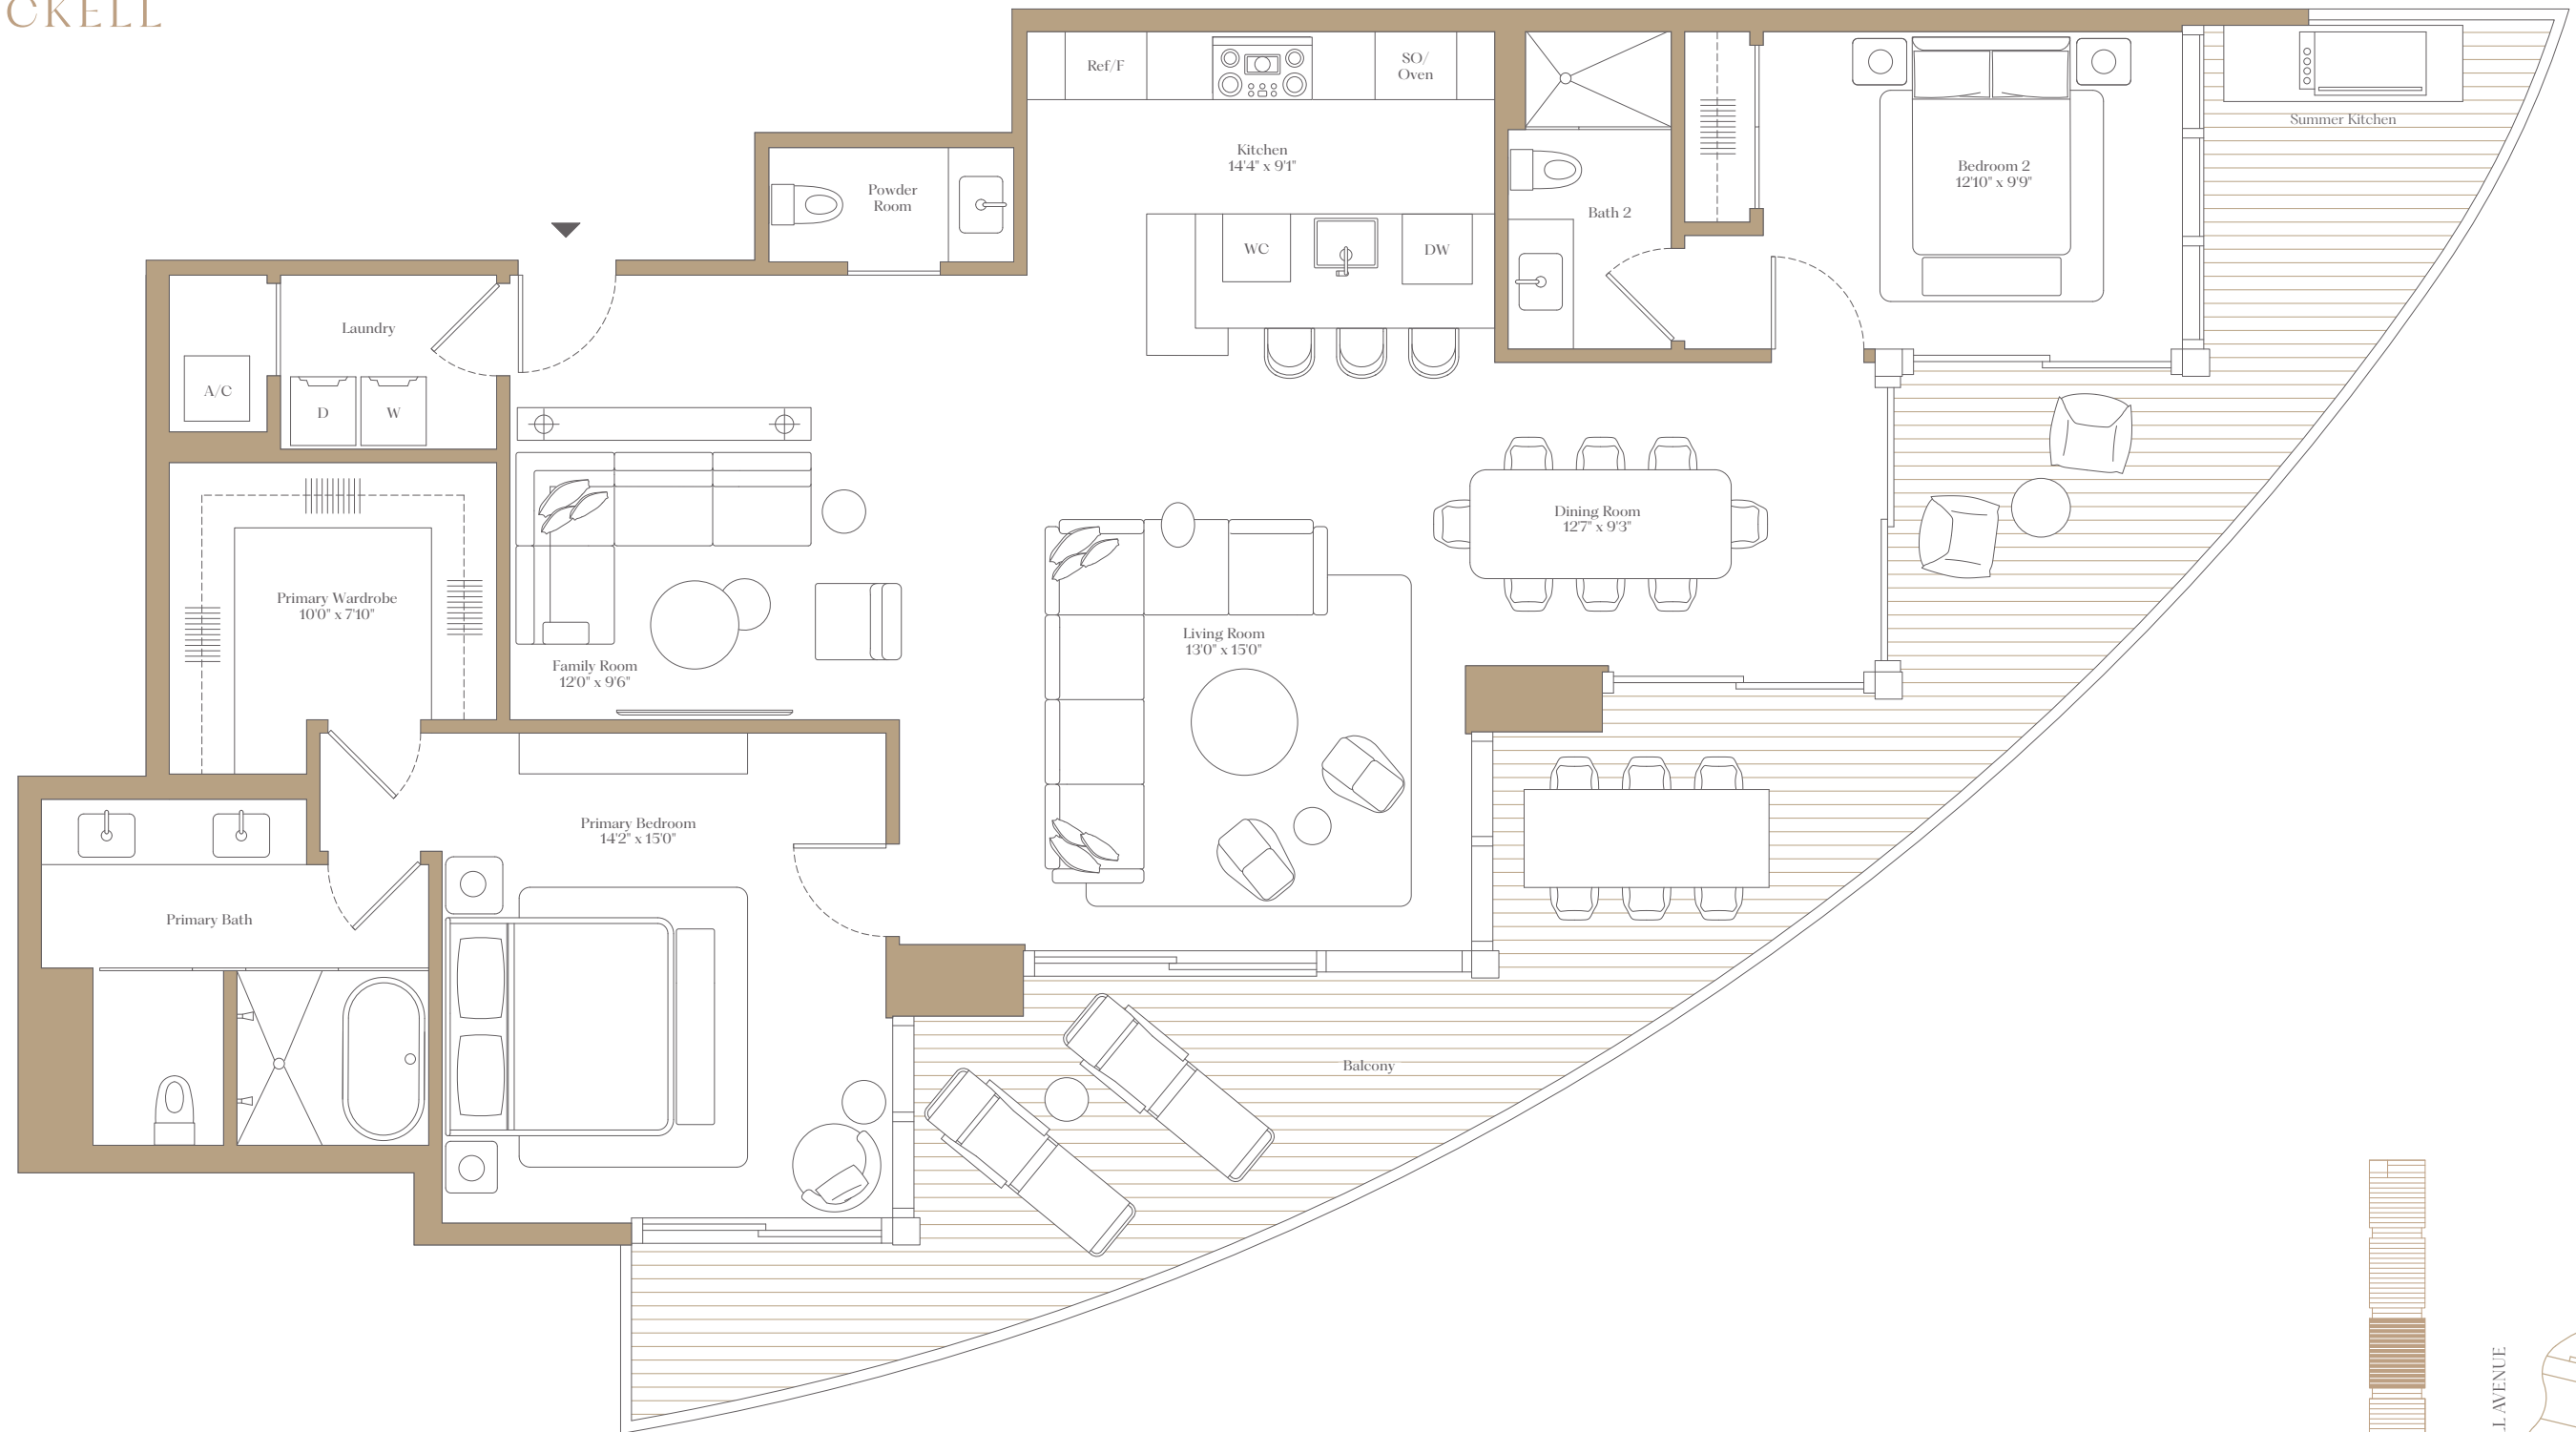 CKELL
Ref/F
SO/
Oven
Summer Kitchen
Kitchen
14'4" x 9'1"
Bedroom 2
12'10" x 9'9"
Powder
Room
Bath 2
WC
DW
Laundry
A/C
D
W
Dining Room
12'7" x 9'3"
Primary Wardrobe
10'0" x 7'10"
Living Room
13'0" x 15'0"
Family Room
12'0" x 9'6"
Primary Bedroom
14'2" x 15'0"
Primary Bath
Balcony
LL AVENUE